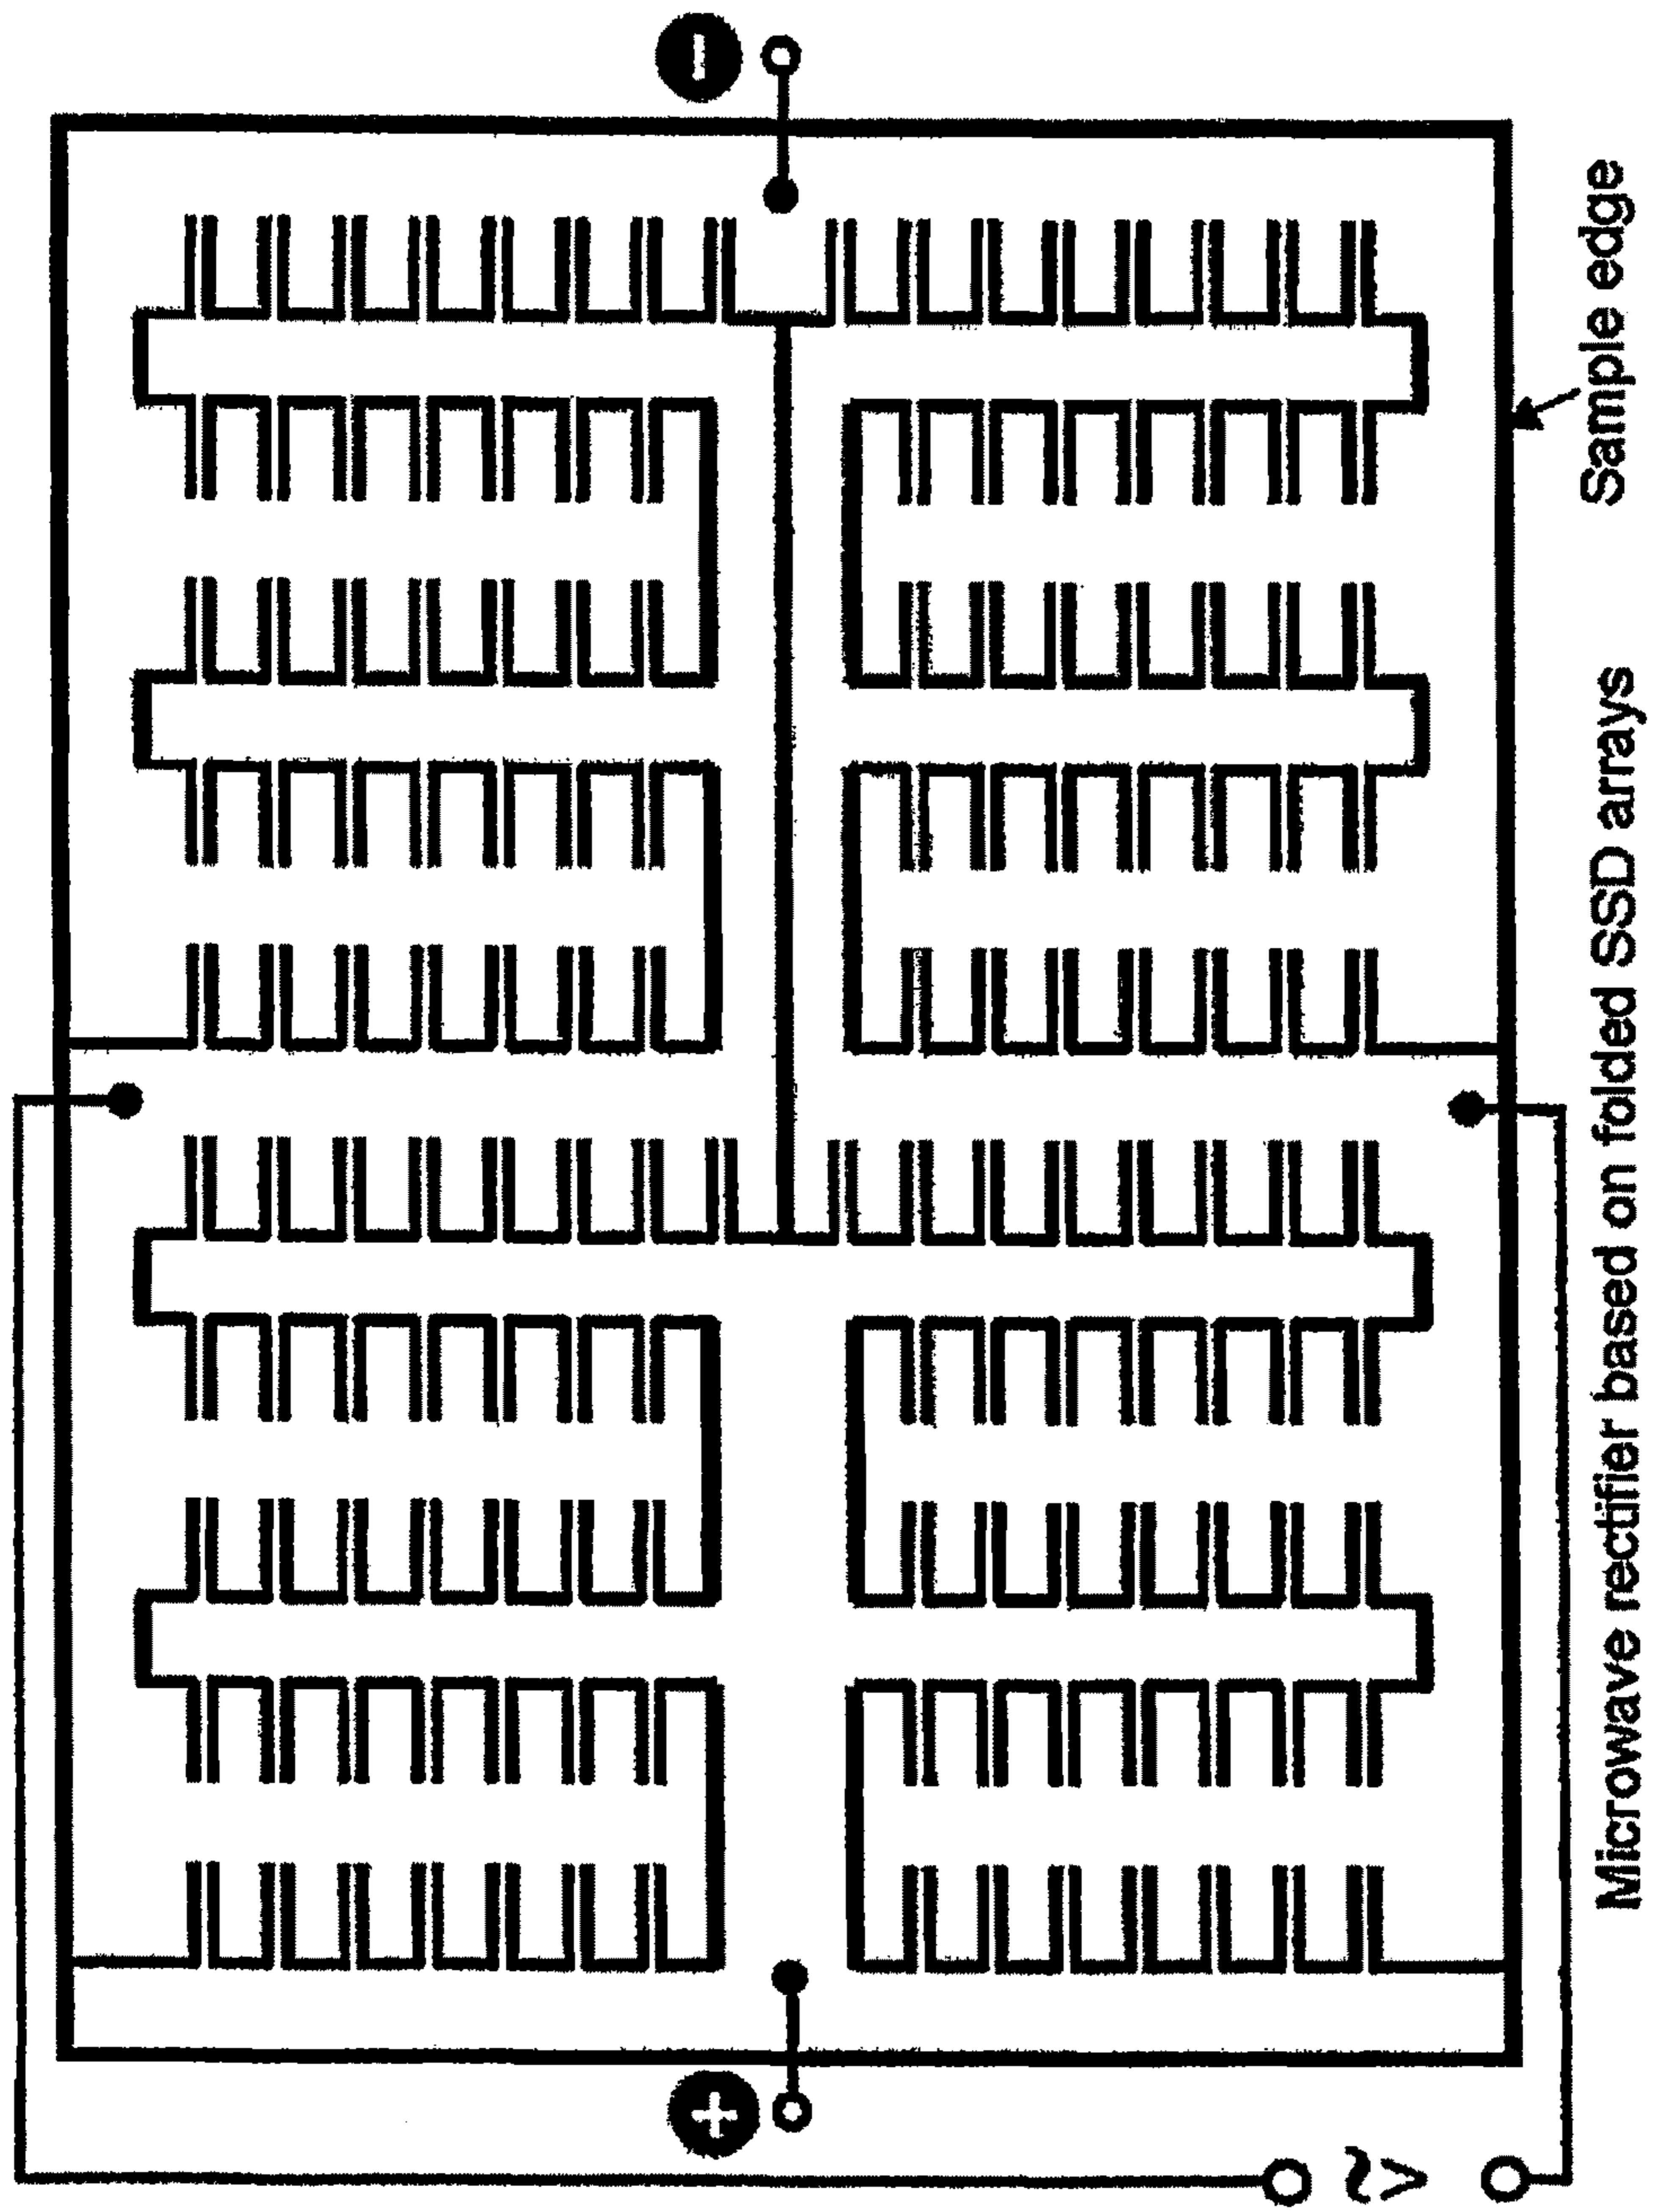 Sample edge
Microwave rectifier based on folded SSD arrays
−
+
V~